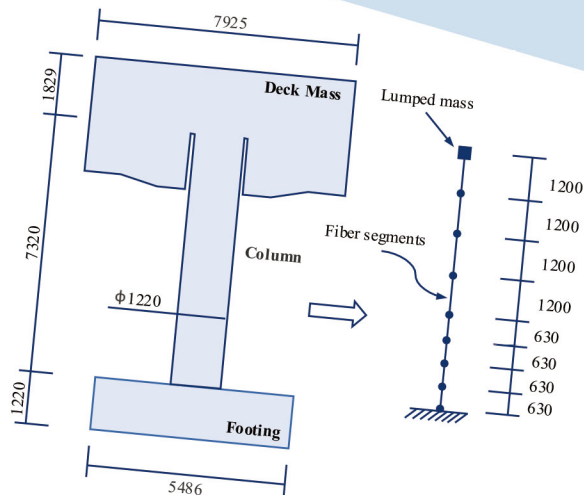 7925
1829
Deck Mass
Lumped mass
1200
1200
7320
Fiber segments
Column
1200
ϕ1220
1200
630
630
630
630
1220
Footing
5486